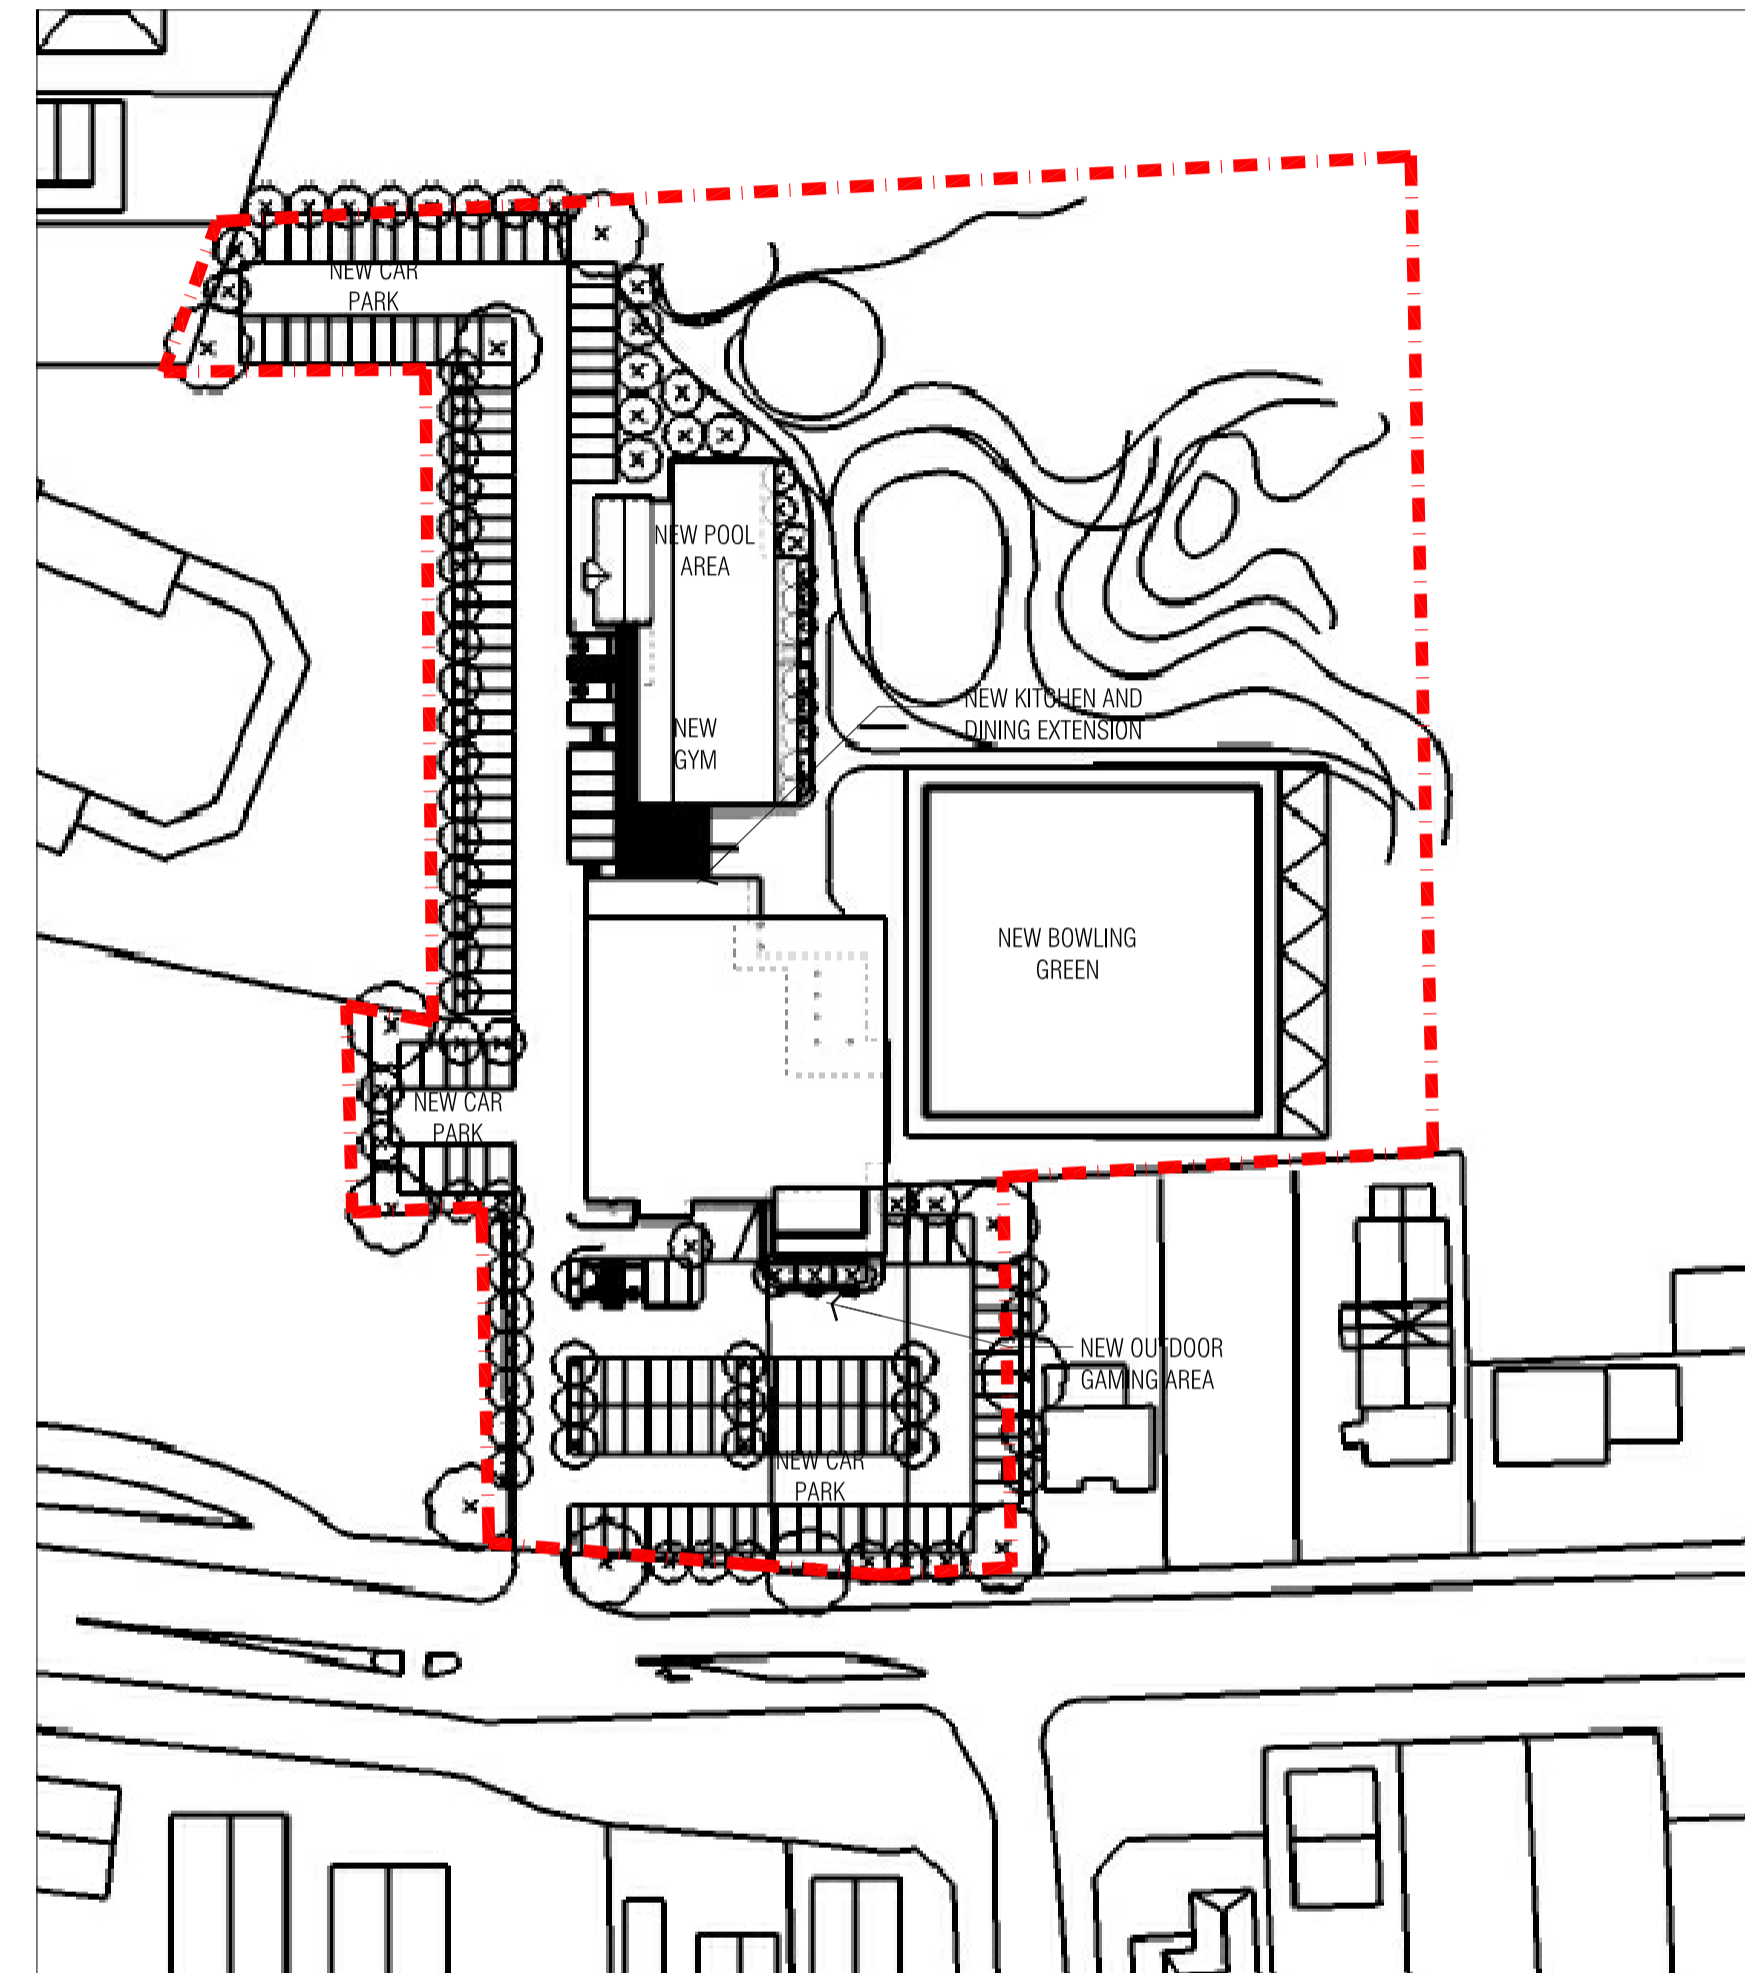 NEW CAR
PARK
NEW POOL
AREA
NEW KITCHEN AND
DINING EXTENSION
NEW
GYM
NEW BOWLING
GREEN
NEW CAR
PARK
NEW OUTDOOR
GAMING AREA
NEW CAR
PARK